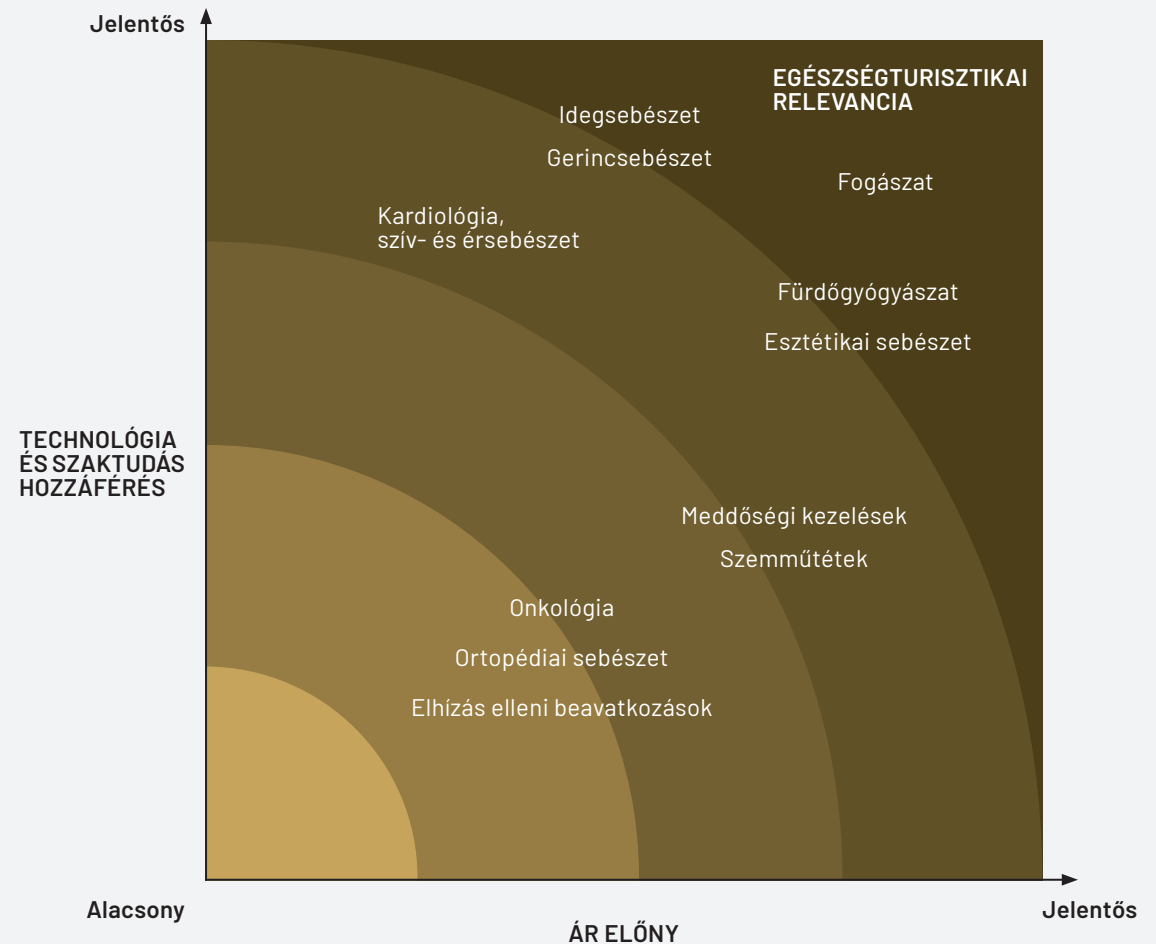 Jelentős
EGÉSZSÉGTURISZTIKAI
RELEVANCIA
Idegsebészet
Gerincsebészet
Fogászat
Kardiológia,
szív- és érsebészet
Fürdőgyógyászat
Esztétikai sebészet
TECHNOLÓGIA
ÉS SZAKTUDÁS
HOZZÁFÉRÉS
Meddőségi kezelések
Szemműtétek
Onkológia
Ortopédiai sebészet
Elhízás elleni beavatkozások
Alacsony
Jelentős
ÁR ELŐNY